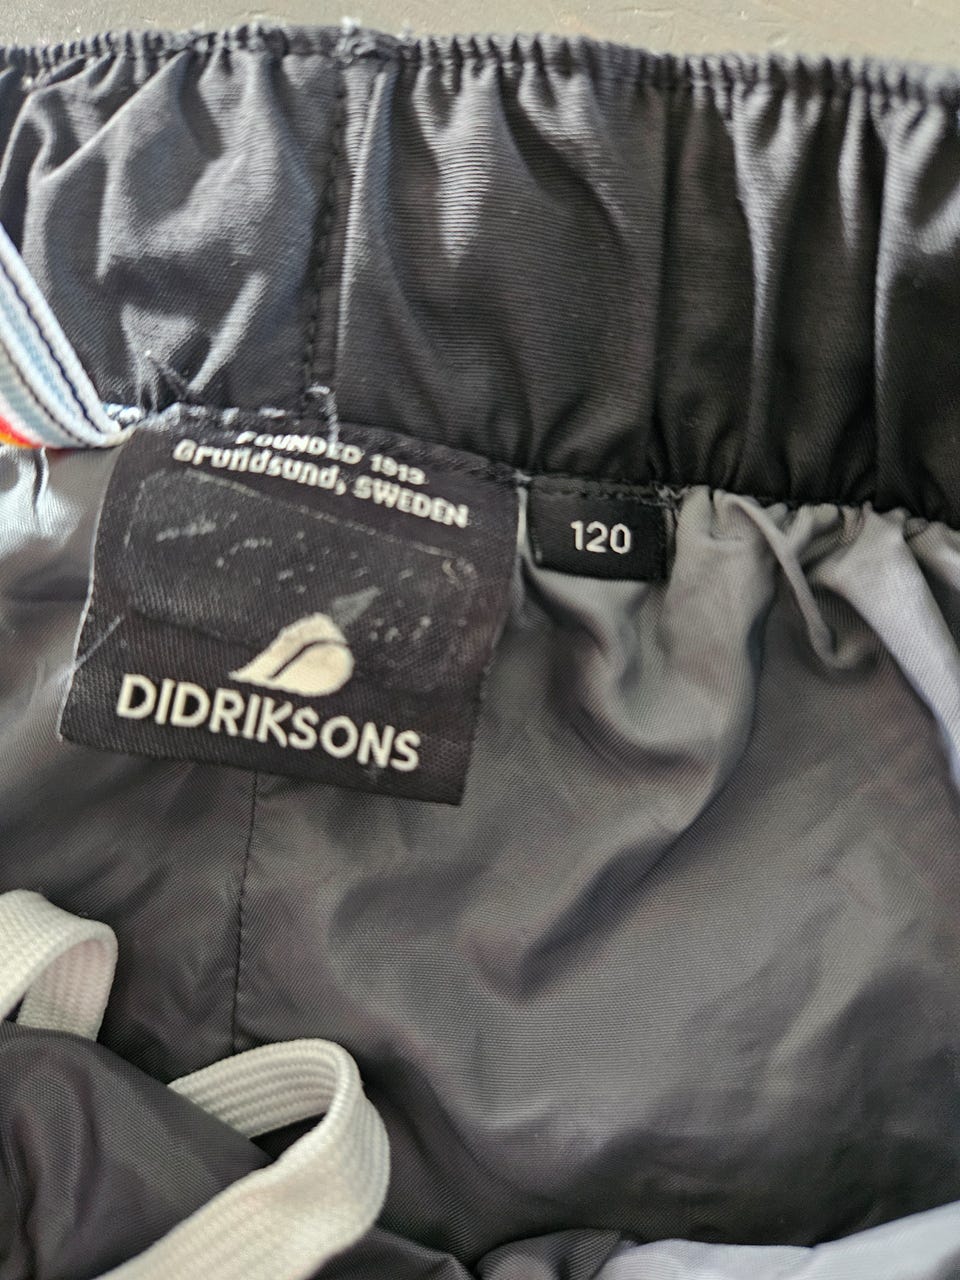 FOUNDED 1913
Grundsund, SWEDEN
120
DIDRIKSONS